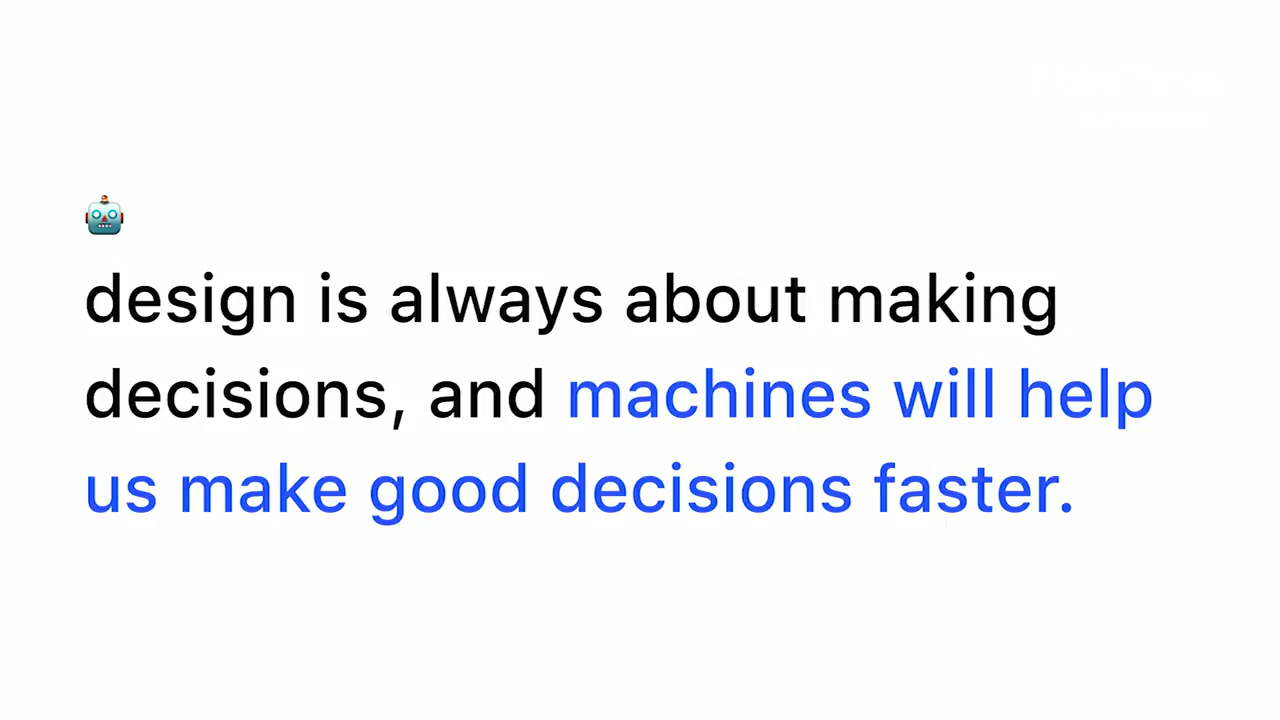 design is always about making
decisions, and machines will help
us make good decisions faster.